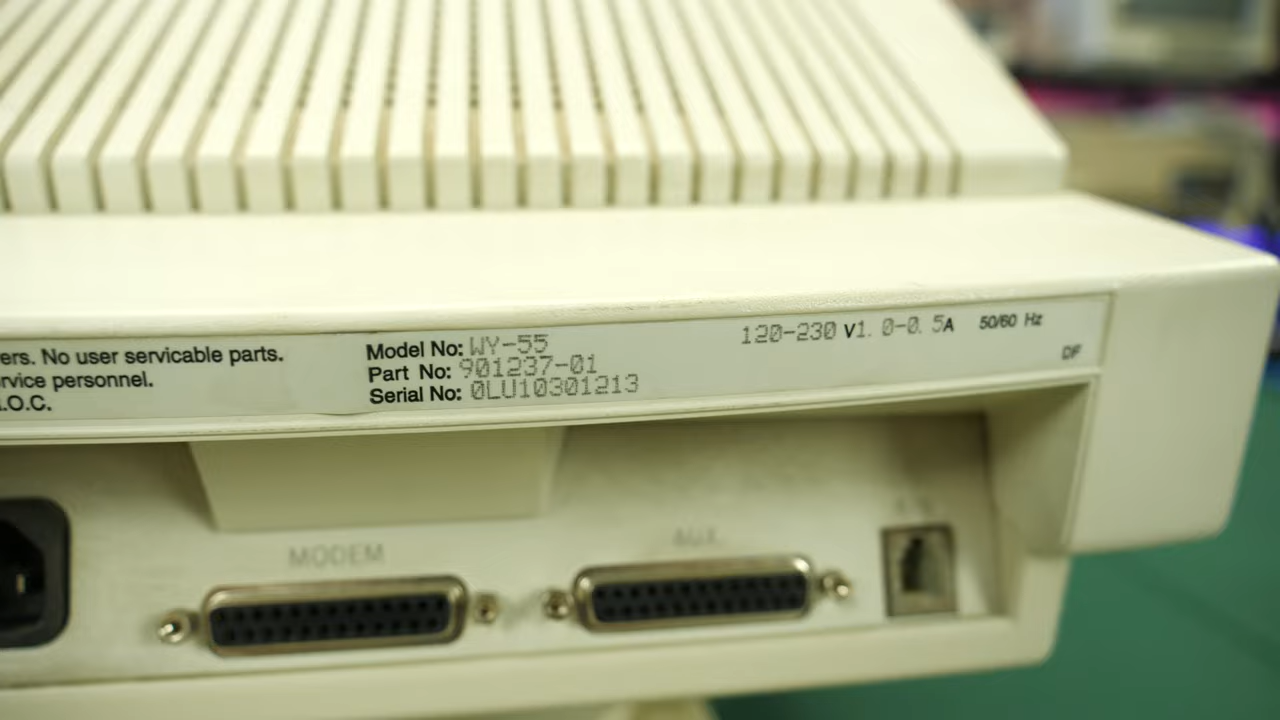 ers. No user servicable parts.
rvice personnel.
.O.C.
Model No: WY-55
Part No: 901237-01
Serial No: 0LU10301213
120-230 V1. 0-0. 5A 50/60 Hz
DF
MODEM
AUX